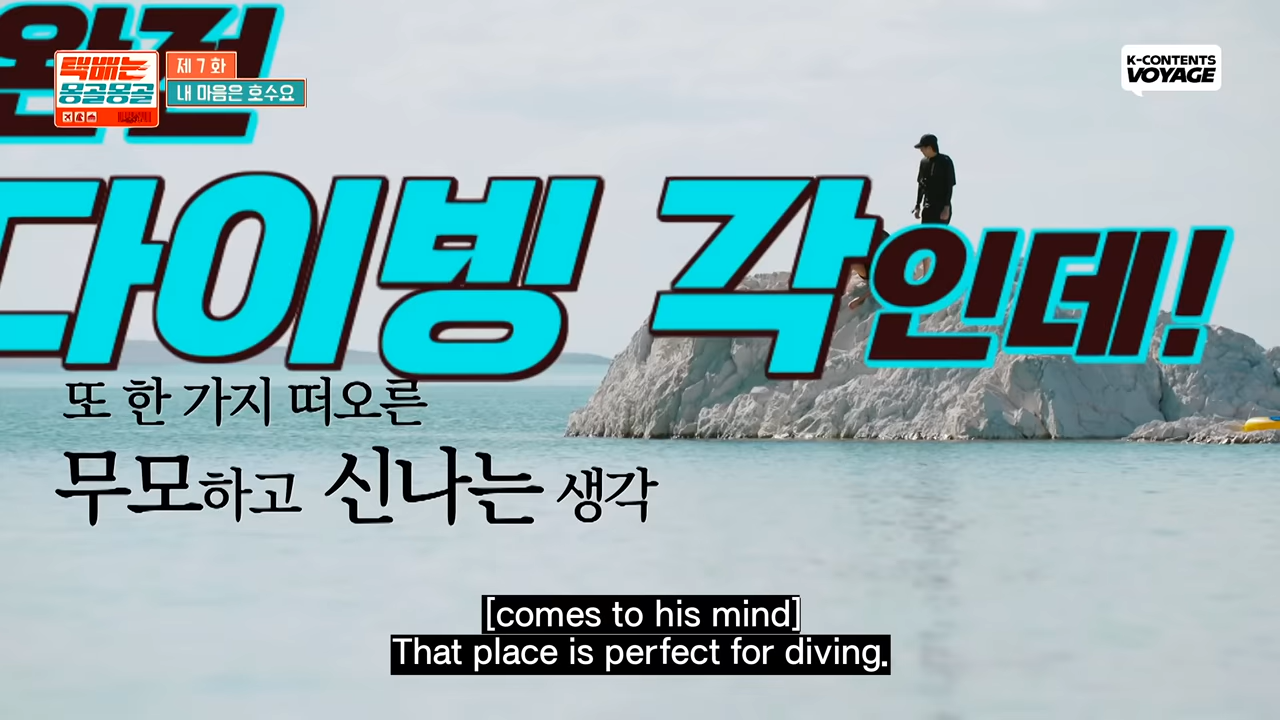 완전
택배는
몽골몽골
제 7 화
내 마음은 호수요
K-CONTENTS
VOYAGE
다이빙 각인데!
또 한 가지 떠오른
무모하고 신나는 생각
[comes to his mind]
That place is perfect for diving.